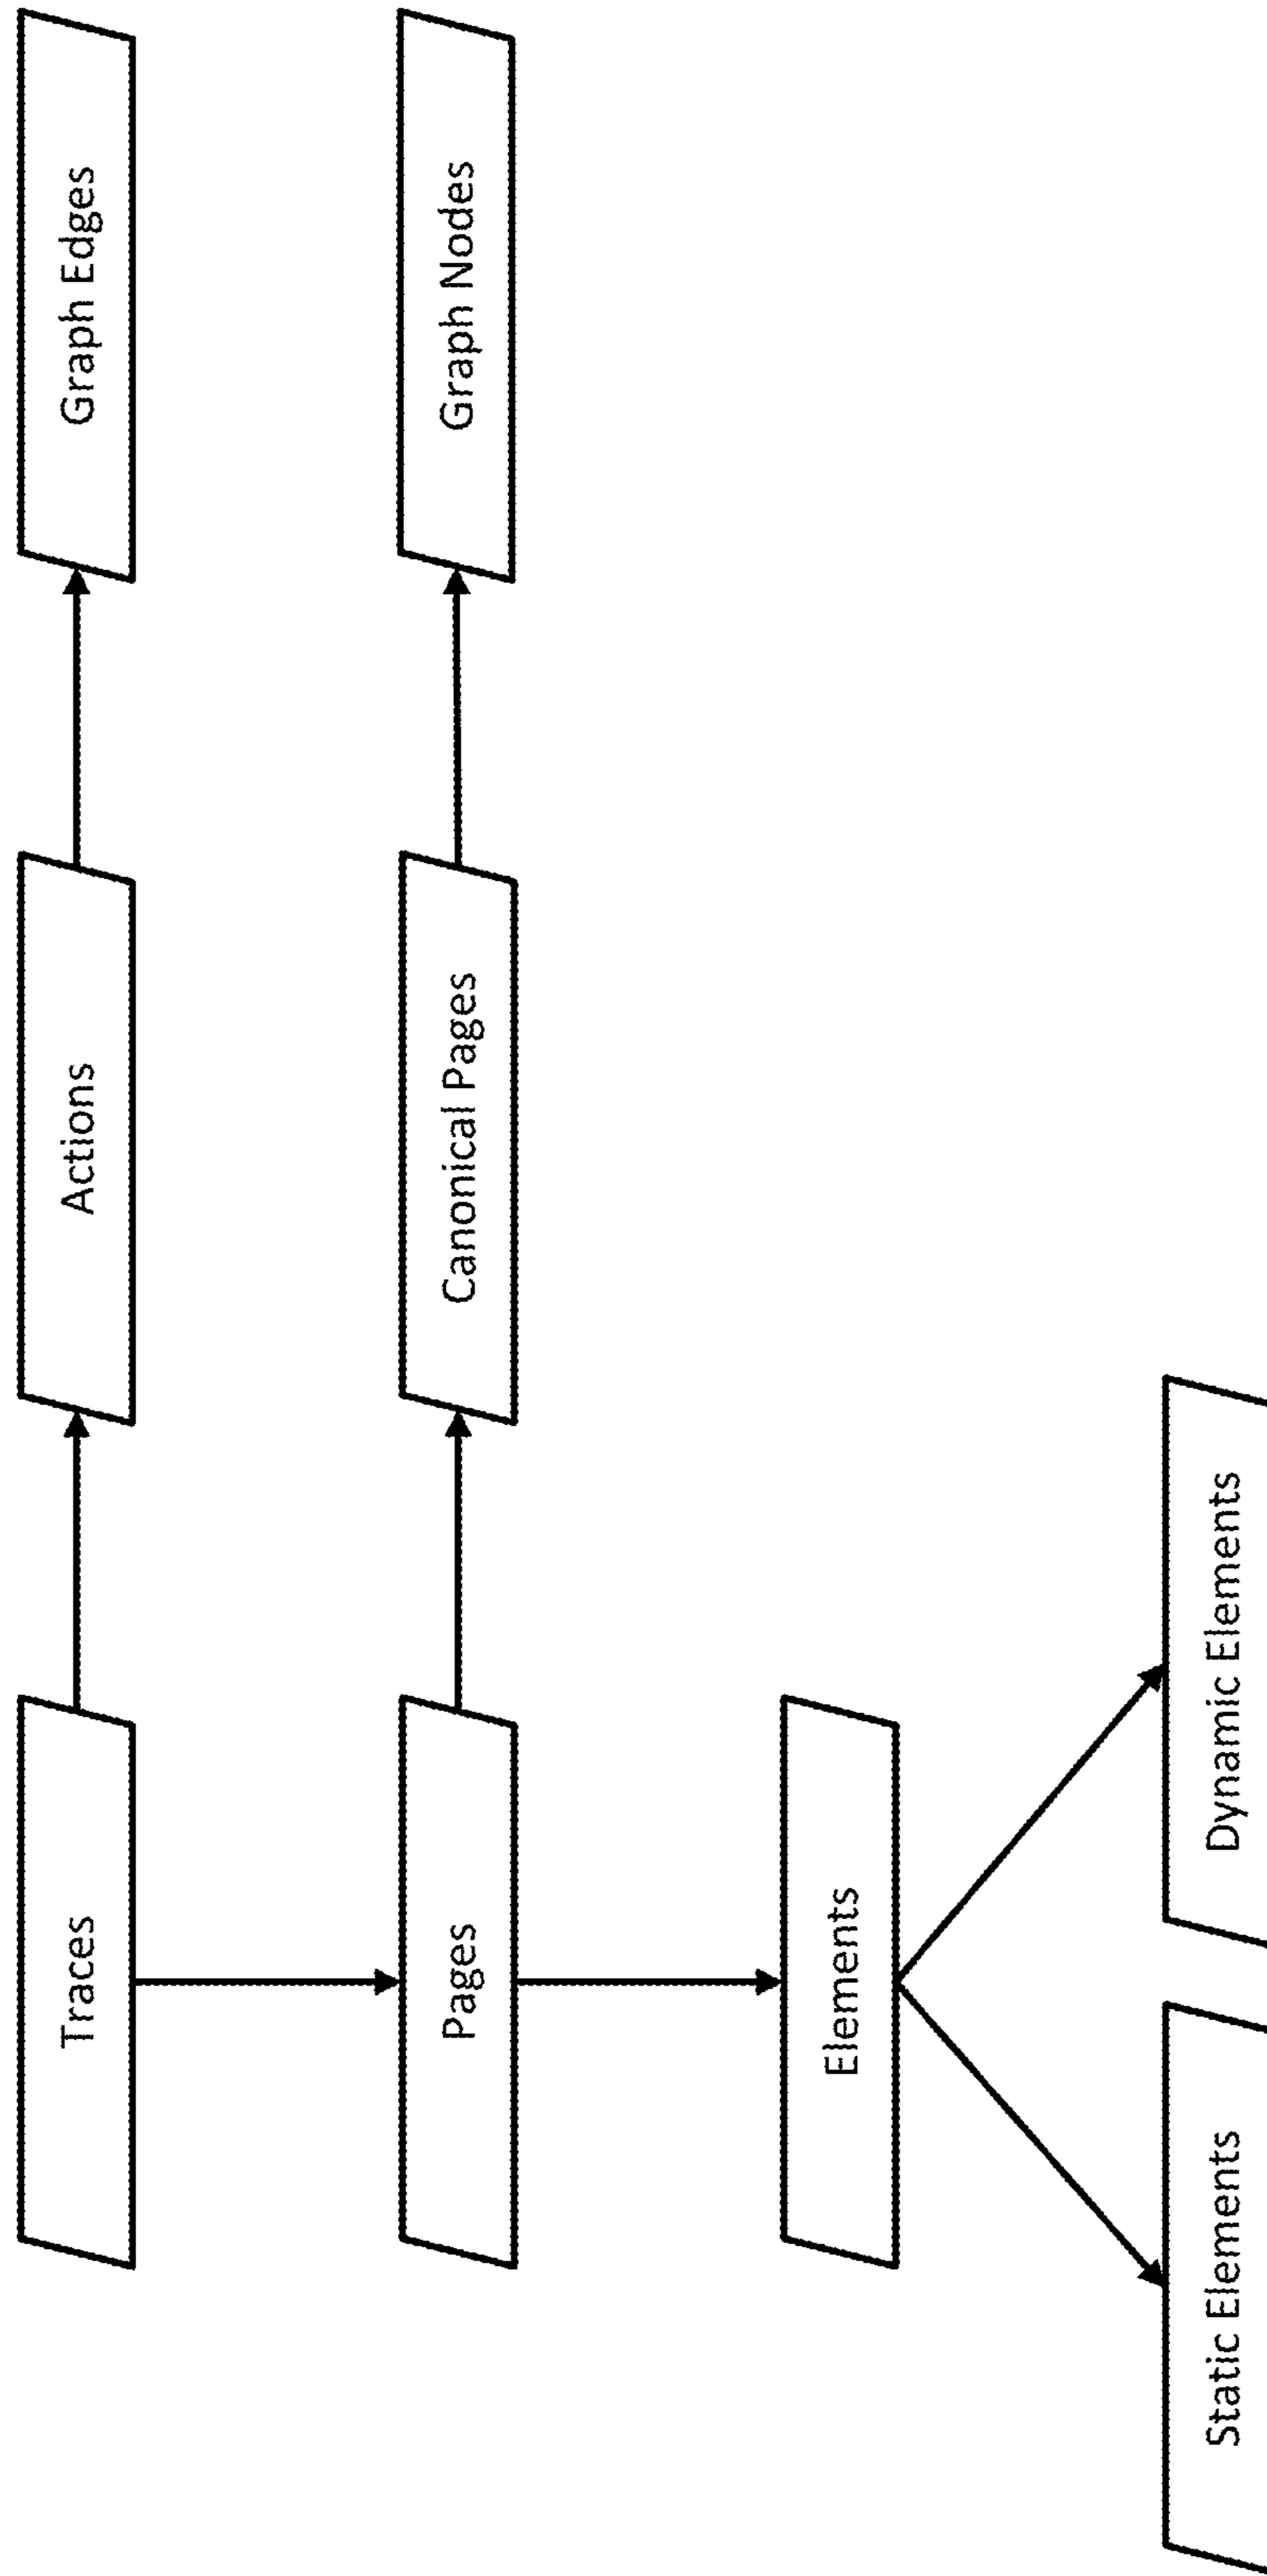 Traces
Actions
Graph Edges
Pages
Canonical Pages
Graph Nodes
Elements
Static Elements
Dynamic Elements